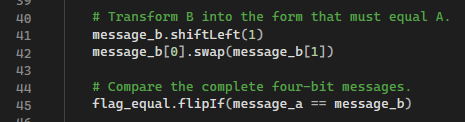 40 # Transform B into the form that must equal A.
41 message_b.shiftLeft(1)
42 message_b[0].swap(message_b[1])
43
44 # Compare the complete four-bit messages.
45 flag_equal.flipIf(message_a == message_b)